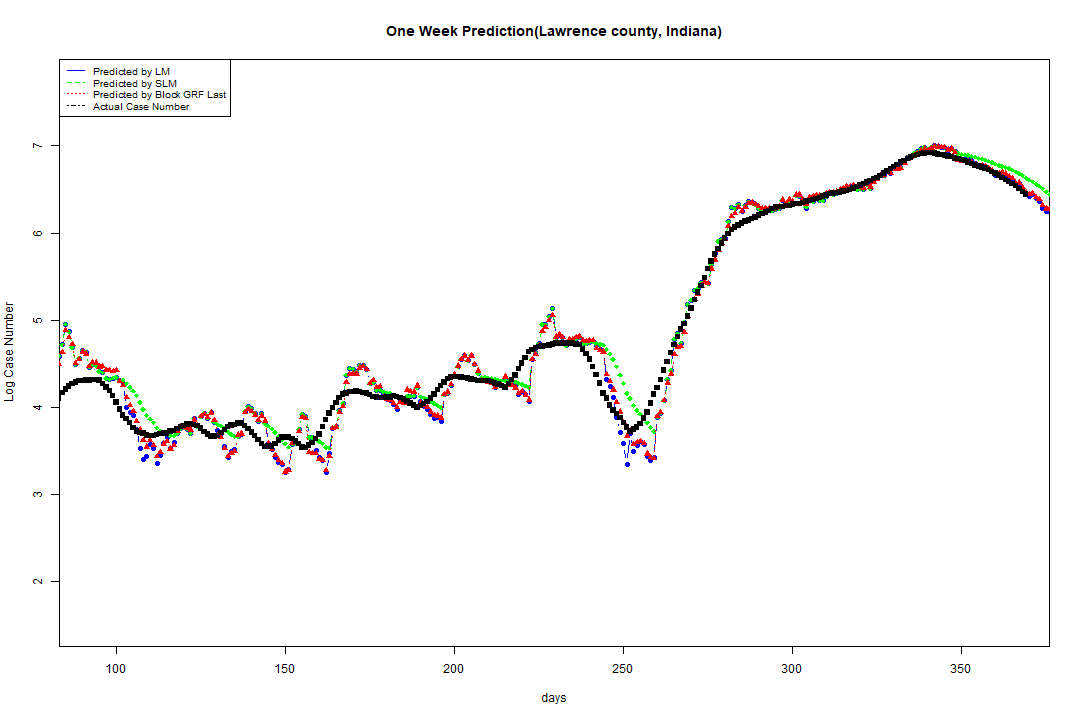 One Week Prediction(Lawrence county, Indiana)
Predicted by LM
Predicted by SLM
Predicted by Block GRF Last
Actual Case Number
Log Case Number
7
6
5
4
3
2
100 150 200 250 300 350
days